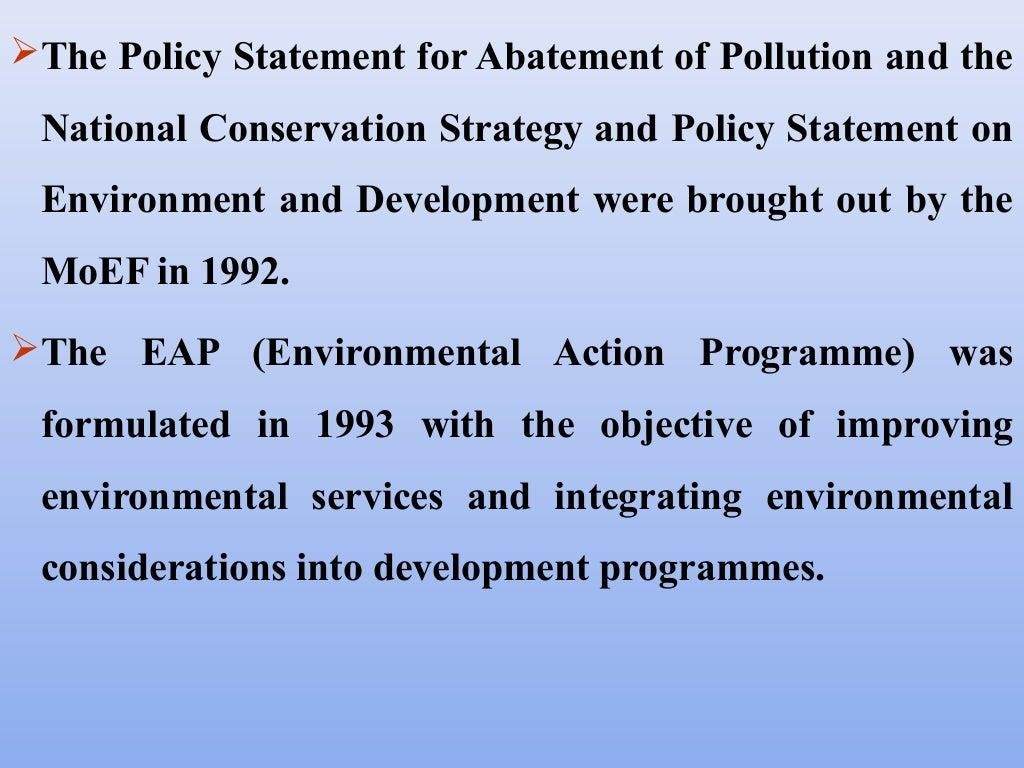 ➢The Policy Statement for Abatement of Pollution and the
National Conservation Strategy and Policy Statement on
Environment and Development were brought out by the
MoEF in 1992.
➢The EAP (Environmental Action Programme) was
formulated in 1993 with the objective of improving
environmental services and integrating environmental
considerations into development programmes.